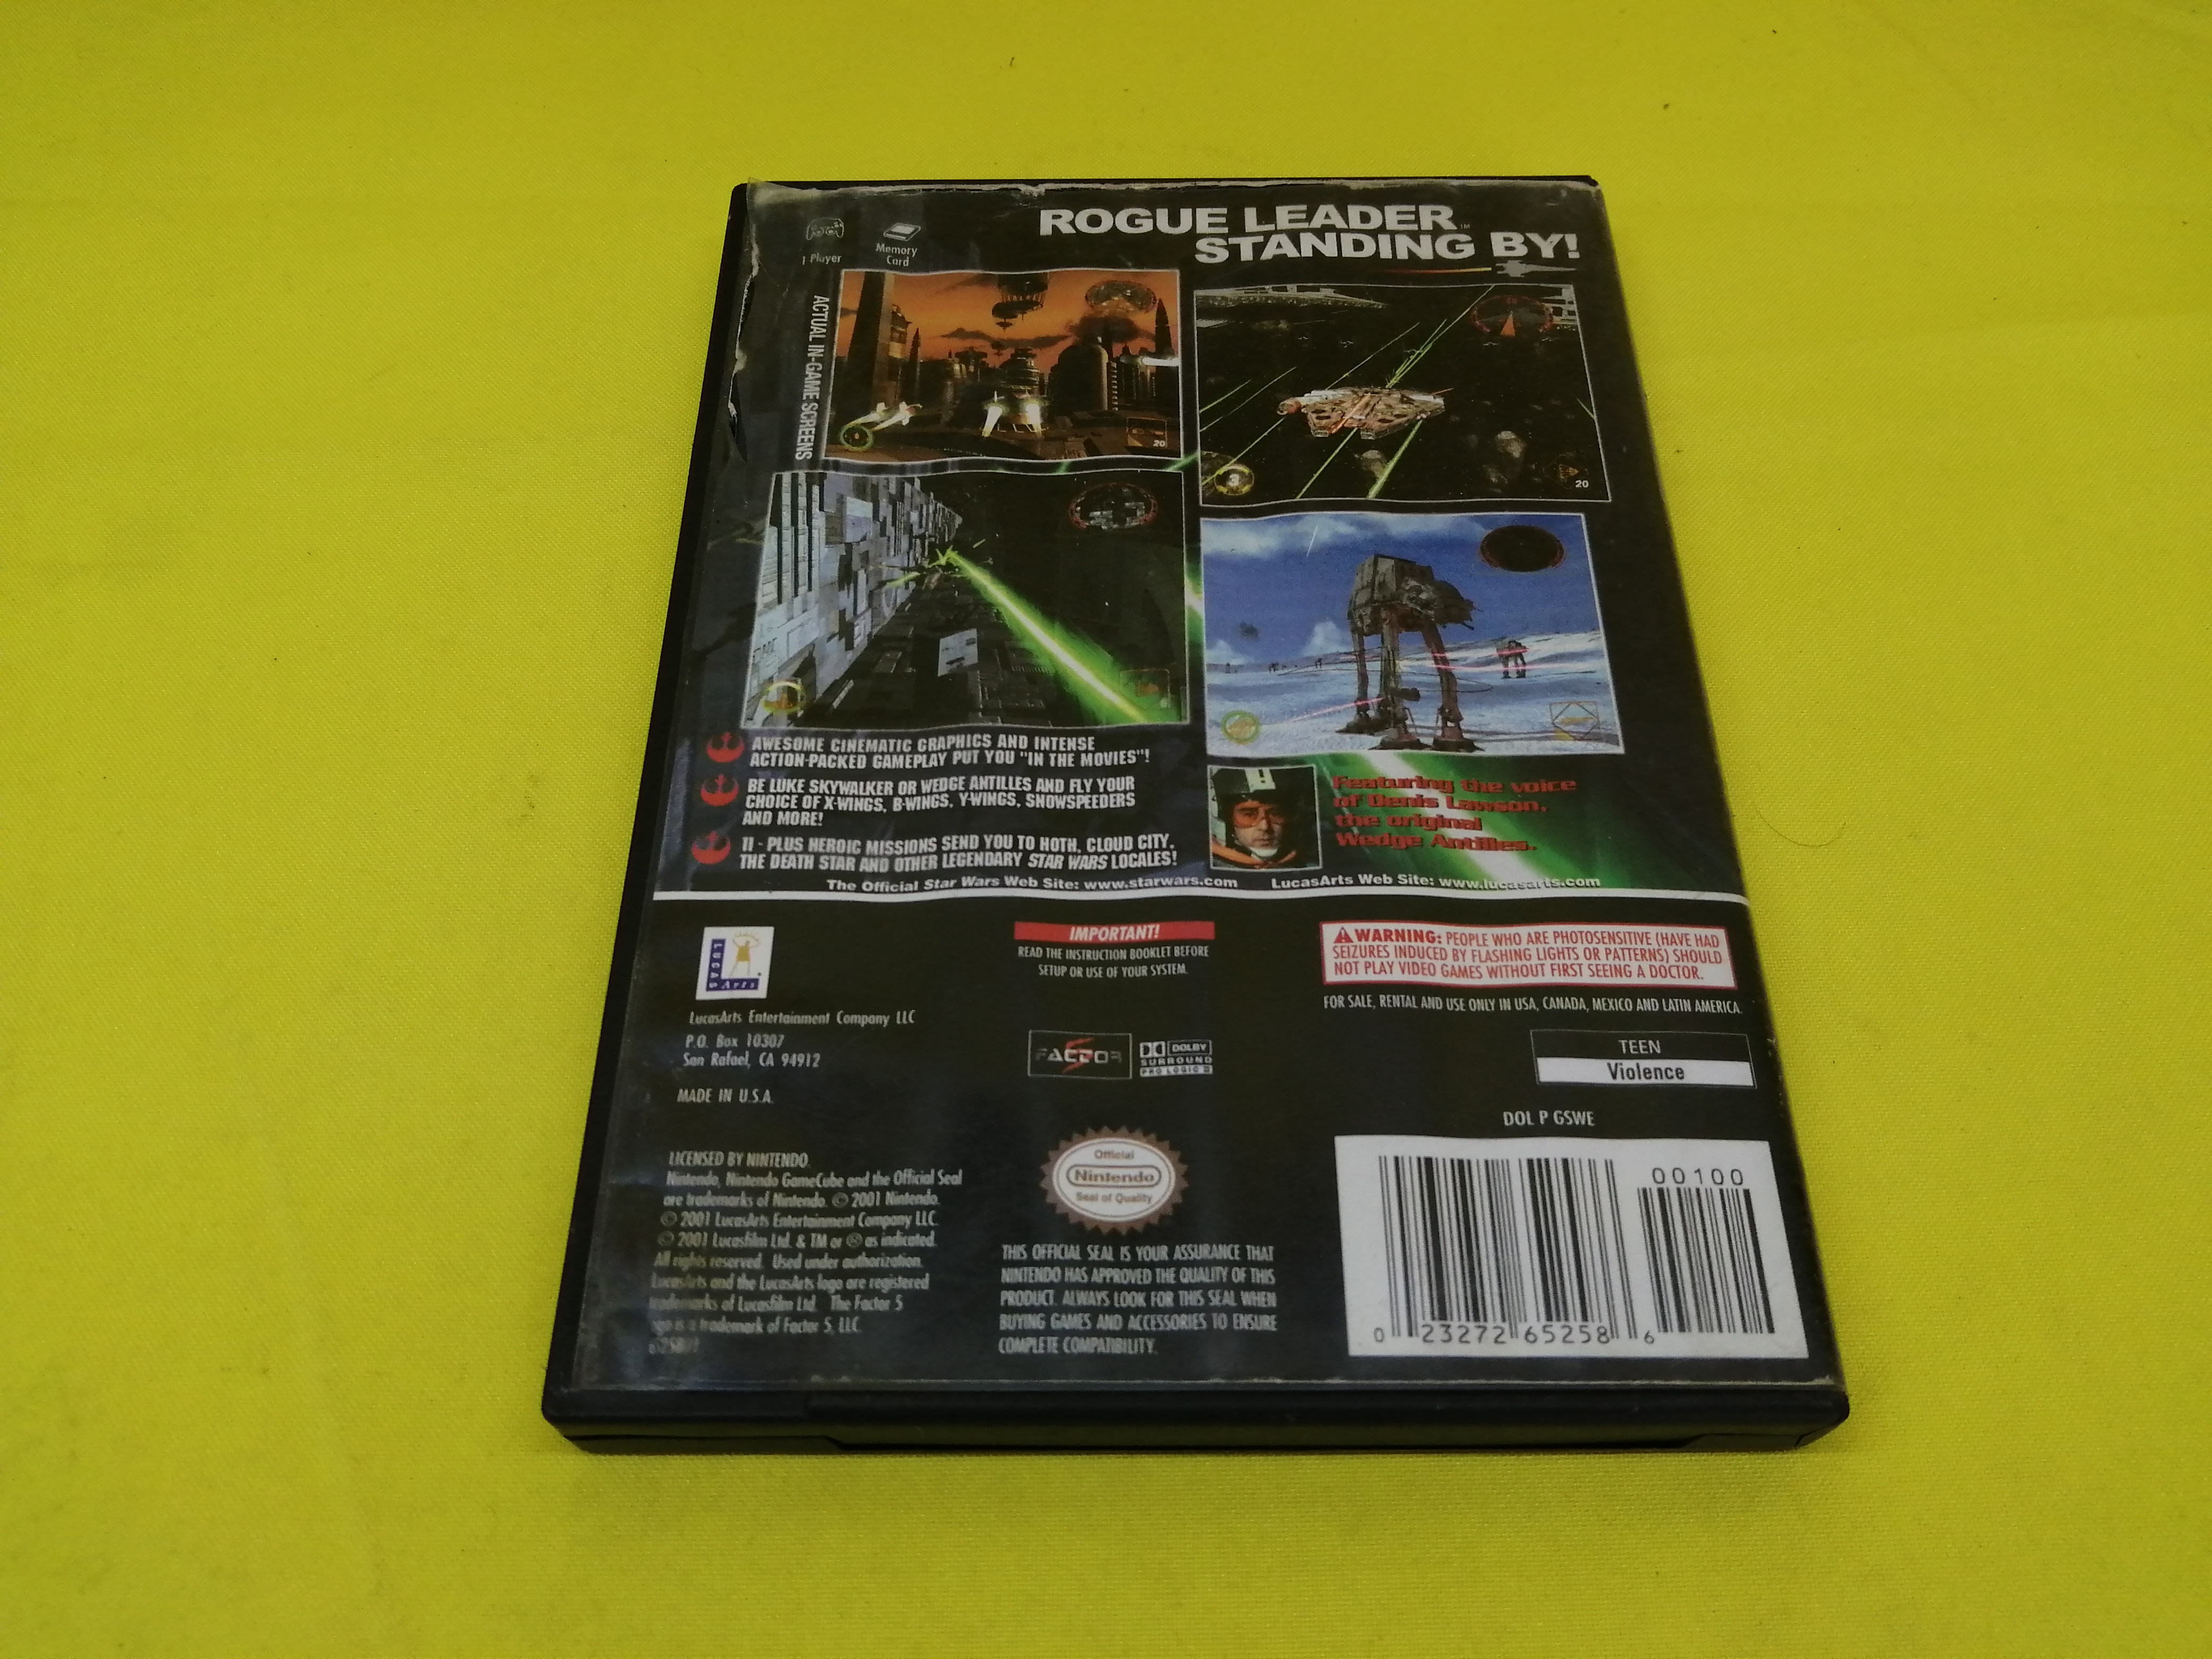 ROGUE LEADER™
STANDING BY!
1 Player
Memory
Card
ACTUAL IN-GAME SCREENS
20
3
20
AWESOME CINEMATIC GRAPHICS AND INTENSE
ACTION-PACKED GAMEPLAY PUT YOU "IN THE MOVIES"!
BE LUKE SKYWALKER OR WEDGE ANTILLES AND FLY YOUR
CHOICE OF X-WINGS, B-WINGS, Y-WINGS, SNOWSPEEDERS
AND MORE!
11 - PLUS HEROIC MISSIONS SEND YOU TO HOTH, CLOUD CITY,
THE DEATH STAR AND OTHER LEGENDARY STAR WARS LOCALES!
Featuring the voice
of Denis Lawson,
the original
Wedge Antilles.
The Official Star Wars Web Site: www.starwars.com
LucasArts Web Site: www.lucasarts.com
LUCAS
Arts
LucasArts Entertainment Company LLC
P.O. Box 10307
San Rafael, CA 94912
MADE IN U.S.A.
IMPORTANT!
READ THE INSTRUCTION BOOKLET BEFORE
SETUP OR USE OF YOUR SYSTEM.
WARNING: PEOPLE WHO ARE PHOTOSENSITIVE (HAVE HAD
SEIZURES INDUCED BY FLASHING LIGHTS OR PATTERNS) SHOULD
NOT PLAY VIDEO GAMES WITHOUT FIRST SEEING A DOCTOR.
FOR SALE, RENTAL AND USE ONLY IN USA, CANADA, MEXICO AND LATIN AMERICA.
FACTOR 5
DOLBY
SURROUND
PRO LOGIC II
TEEN
Violence
DOL P GSWE
LICENSED BY NINTENDO.
Nintendo, Nintendo GameCube and the Official Seal
are trademarks of Nintendo. © 2001 Nintendo.
© 2001 LucasArts Entertainment Company LLC.
© 2001 Lucasfilm Ltd. & TM or ® as indicated.
All rights reserved. Used under authorization.
LucasArts and the LucasArts logo are registered
trademarks of Lucasfilm Ltd. The Factor 5
is a trademark of Factor 5, LLC.
Official
Nintendo
Seal of Quality
THIS OFFICIAL SEAL IS YOUR ASSURANCE THAT
NINTENDO HAS APPROVED THE QUALITY OF THIS
PRODUCT. ALWAYS LOOK FOR THIS SEAL WHEN
BUYING GAMES AND ACCESSORIES TO ENSURE
COMPLETE COMPATIBILITY.
00100
0 23272 65258 6